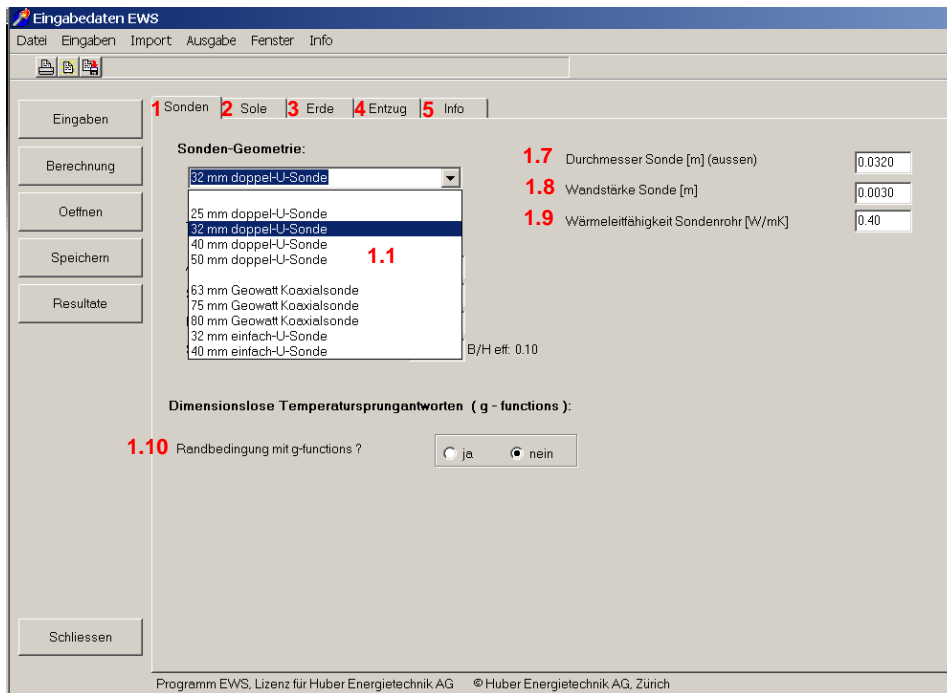 Eingabedaten EWS
Datei Eingaben Import Ausgabe Fenster Info
1 Sonden 2 Sole 3 Erde 4 Entzug 5 Info
Eingaben
Berechnung
Oeffnen
Speichern
Resultate
Schliessen
Sonden-Geometrie:
32 mm doppel-U-Sonde
25 mm doppel-U-Sonde
32 mm doppel-U-Sonde
40 mm doppel-U-Sonde
50 mm doppel-U-Sonde
1.1
63 mm Geowatt Koaxialsonde
75 mm Geowatt Koaxialsonde
80 mm Geowatt Koaxialsonde
32 mm einfach-U-Sonde
40 mm einfach-U-Sonde
B/H eff: 0.10
1.7 Durchmesser Sonde [m] (aussen) 0.0320
1.8 Wandstärke Sonde [m] 0.0030
1.9 Wärmeleitfähigkeit Sondenrohr [W/mK] 0.40
Dimensionslose Temperatursprungantworten ( g - functions ):
1.10 Randbedingung mit g-functions ? ja nein
Programm EWS, Lizenz für Huber Energietechnik AG © Huber Energietechnik AG, Zürich